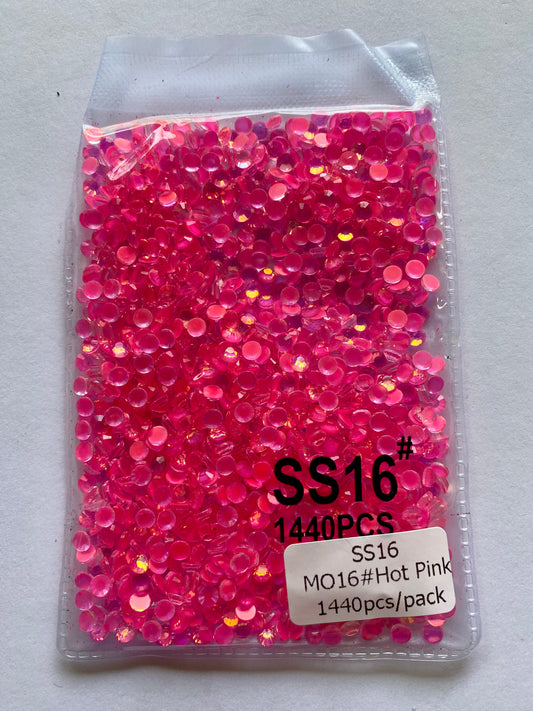 SS16#
1440PCS
SS16
MO16#Hot Pink
1440pcs/pack